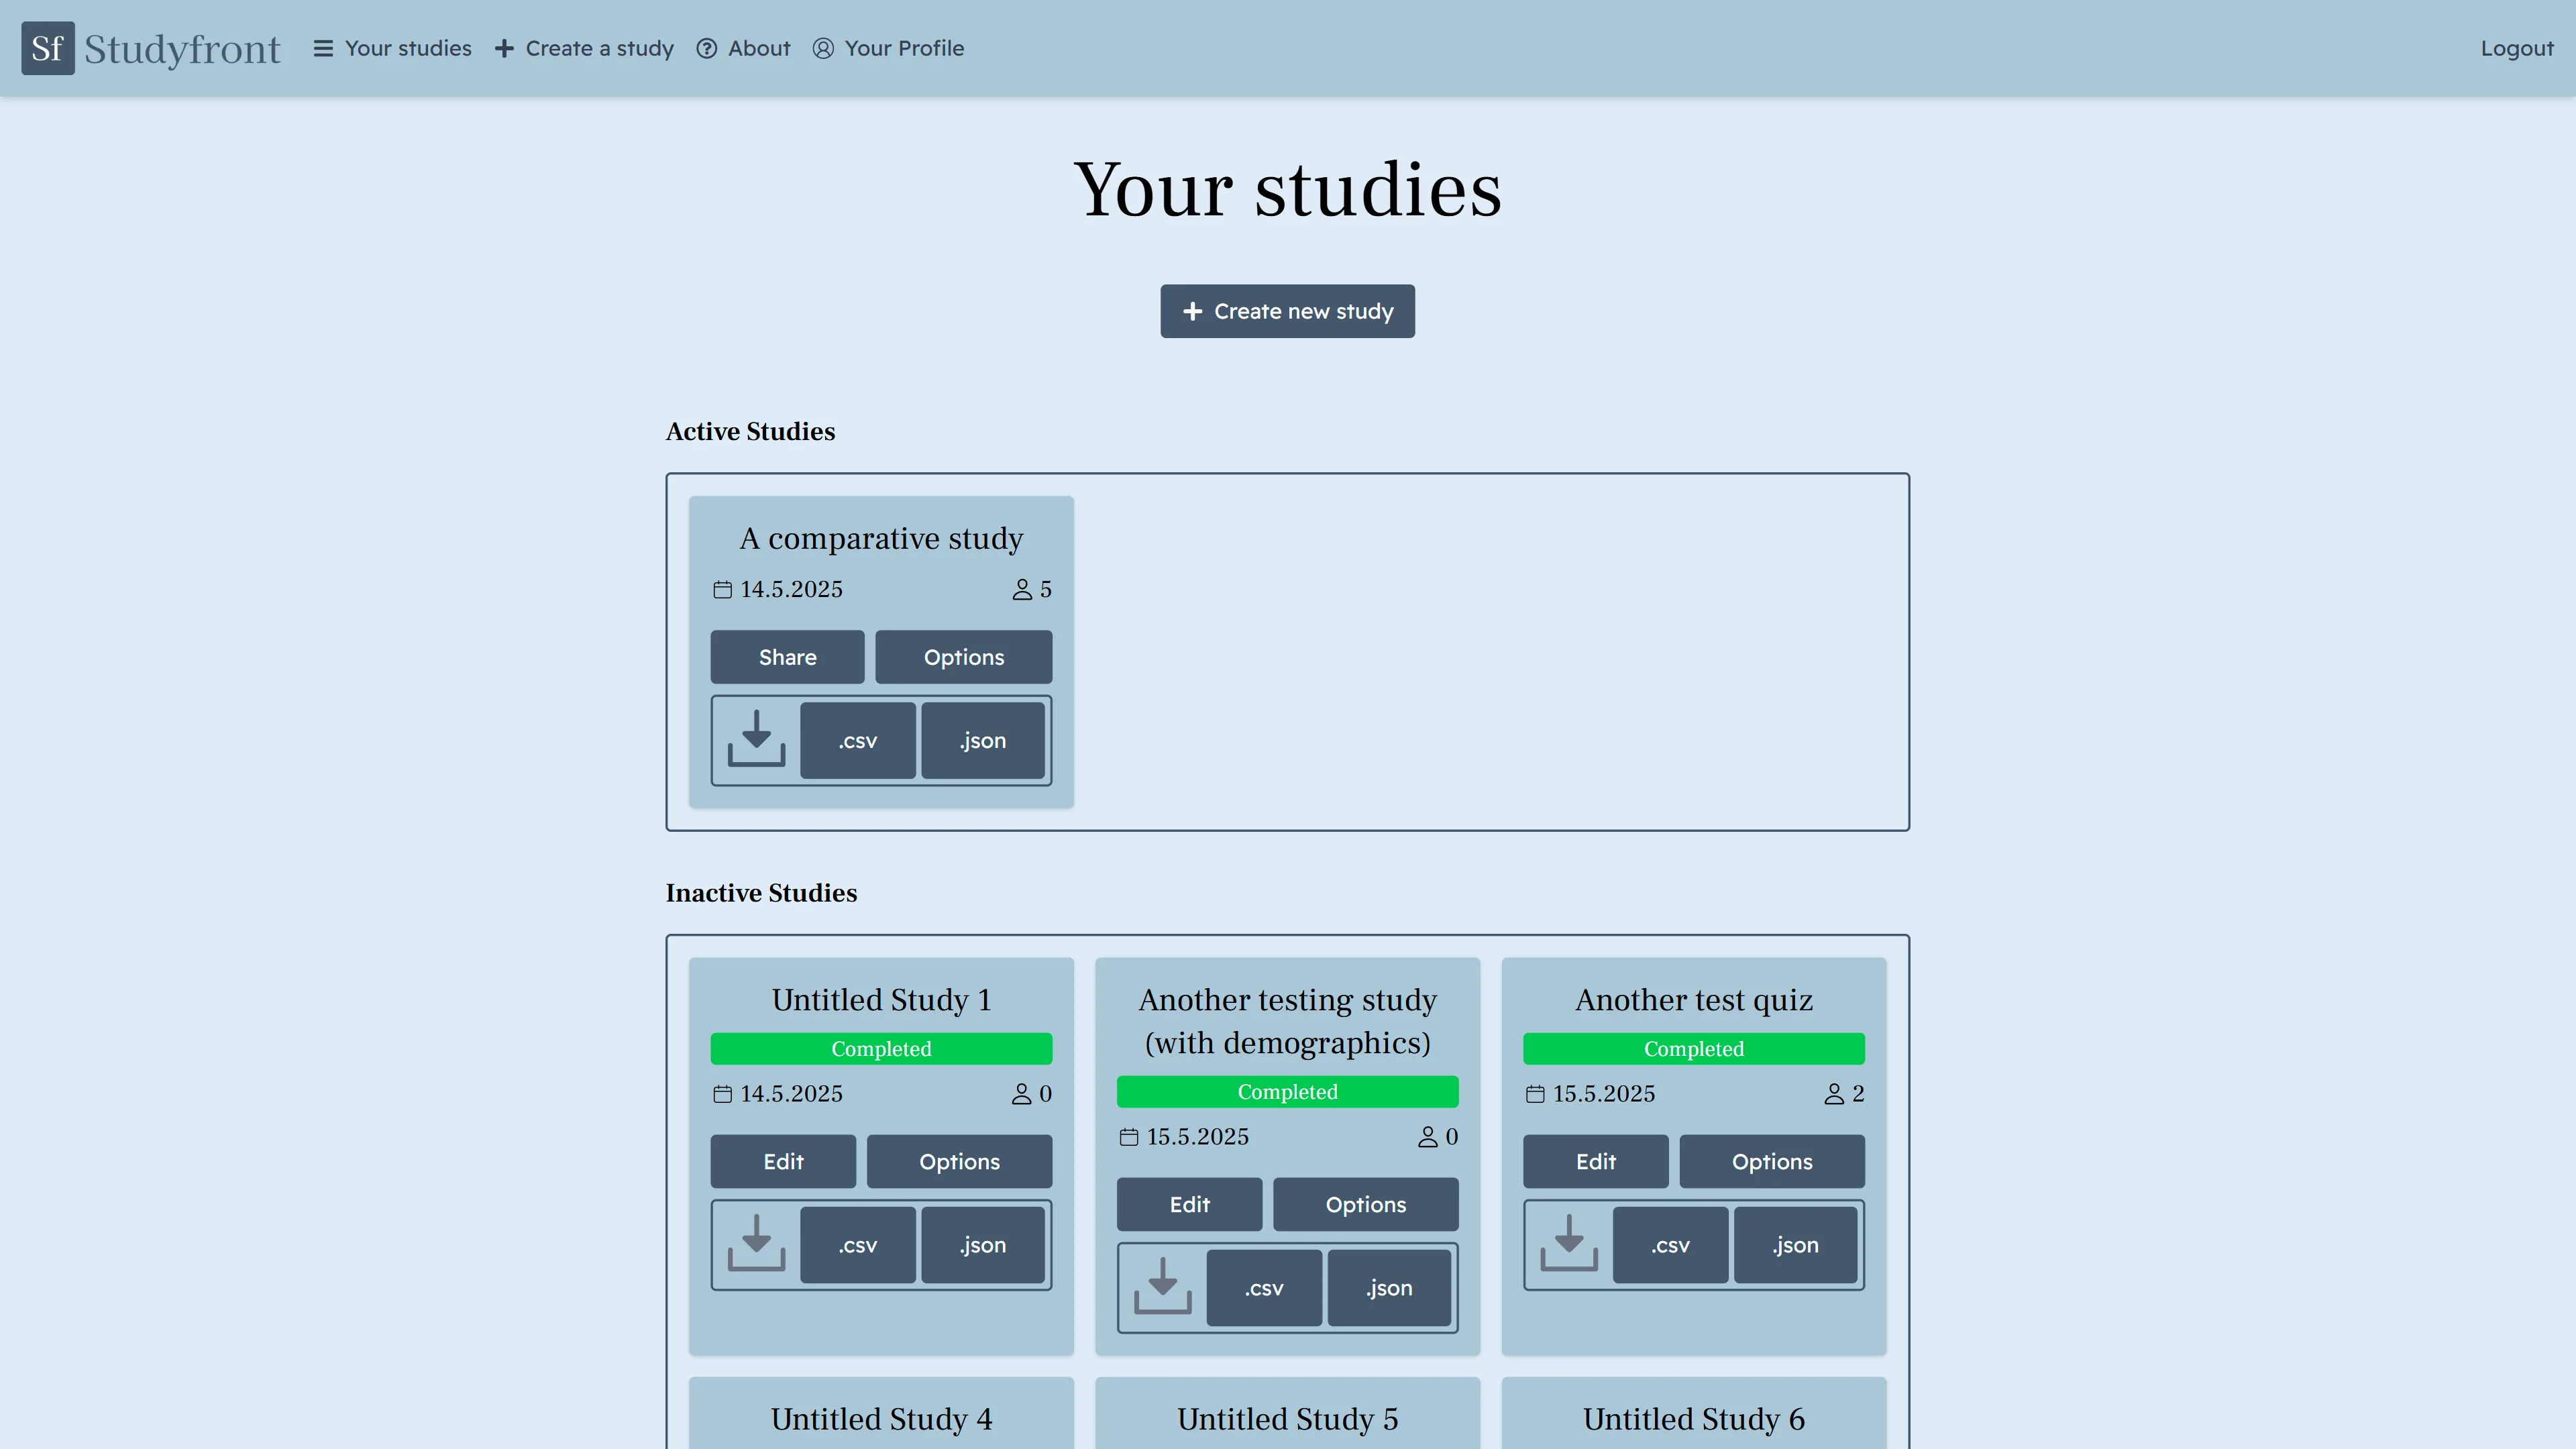 Sf Studyfront Your studies Create a study About Your Profile Logout
Your studies
Create new study
Active Studies
A comparative study
14.5.2025 5
Share Options
.csv .json
Inactive Studies
Untitled Study 1
Completed
14.5.2025 0
Edit Options
.csv .json
Another testing study
(with demographics)
Completed
15.5.2025 0
Edit Options
.csv .json
Another test quiz
Completed
15.5.2025 2
Edit Options
.csv .json
Untitled Study 4
Untitled Study 5
Untitled Study 6